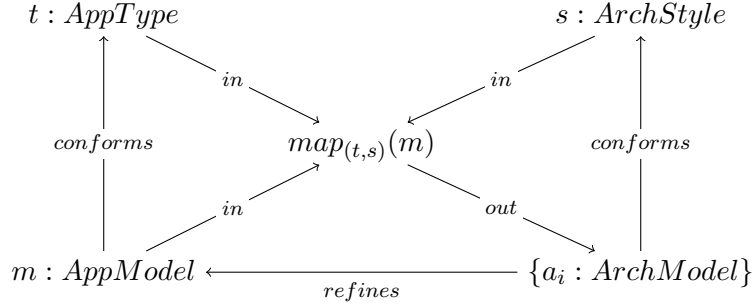 t : AppType
s : ArchStyle
in
in
conforms
map(t,s)(m)
conforms
in
out
m : AppModel
{ai : ArchModel}
refines